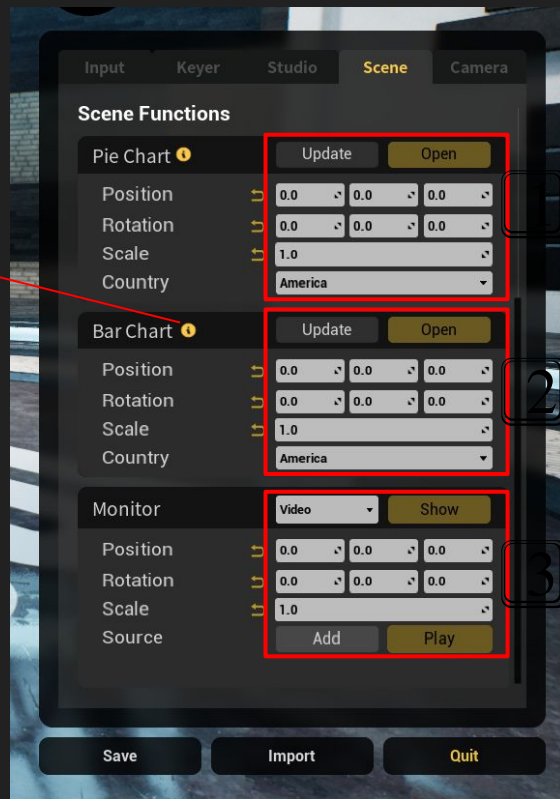 Input Keyer Studio Scene Camera
Scene Functions
Pie Chart Update Open
Position 0.0 0.0 0.0
Rotation 0.0 0.0 0.0
Scale 1.0
Country America
1
Bar Chart Update Open
Position 0.0 0.0 0.0
Rotation 0.0 0.0 0.0
Scale 1.0
Country America
2
Monitor Video Show
Position 0.0 0.0 0.0
Rotation 0.0 0.0 0.0
Scale 1.0
Source Add Play
3
Save Import Quit